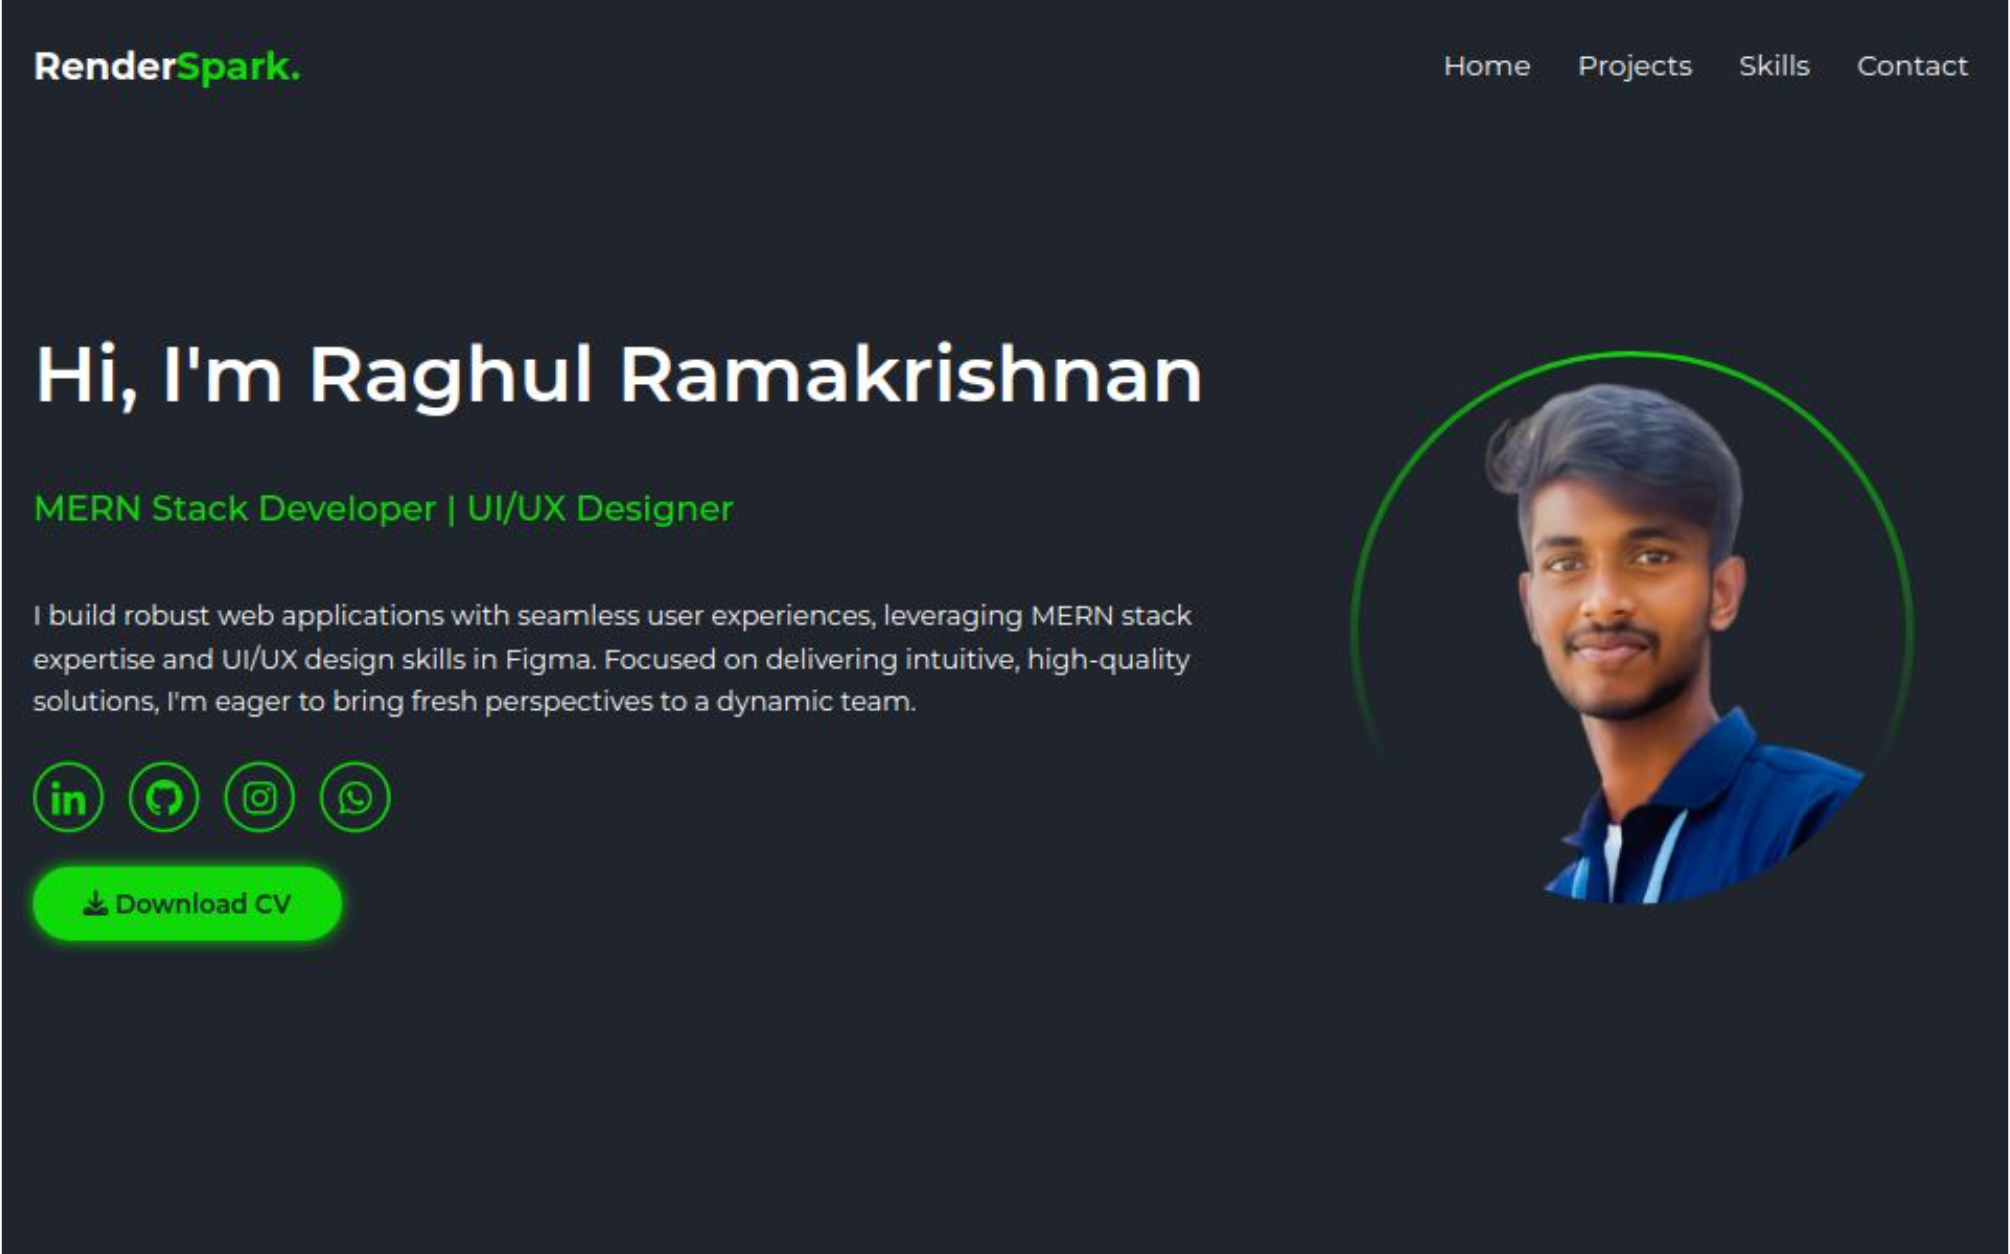 RenderSpark.
Home Projects Skills Contact
Hi, I'm Raghul Ramakrishnan
MERN Stack Developer | UI/UX Designer
I build robust web applications with seamless user experiences, leveraging MERN stack
expertise and UI/UX design skills in Figma. Focused on delivering intuitive, high-quality
solutions, I'm eager to bring fresh perspectives to a dynamic team.
in
Download CV